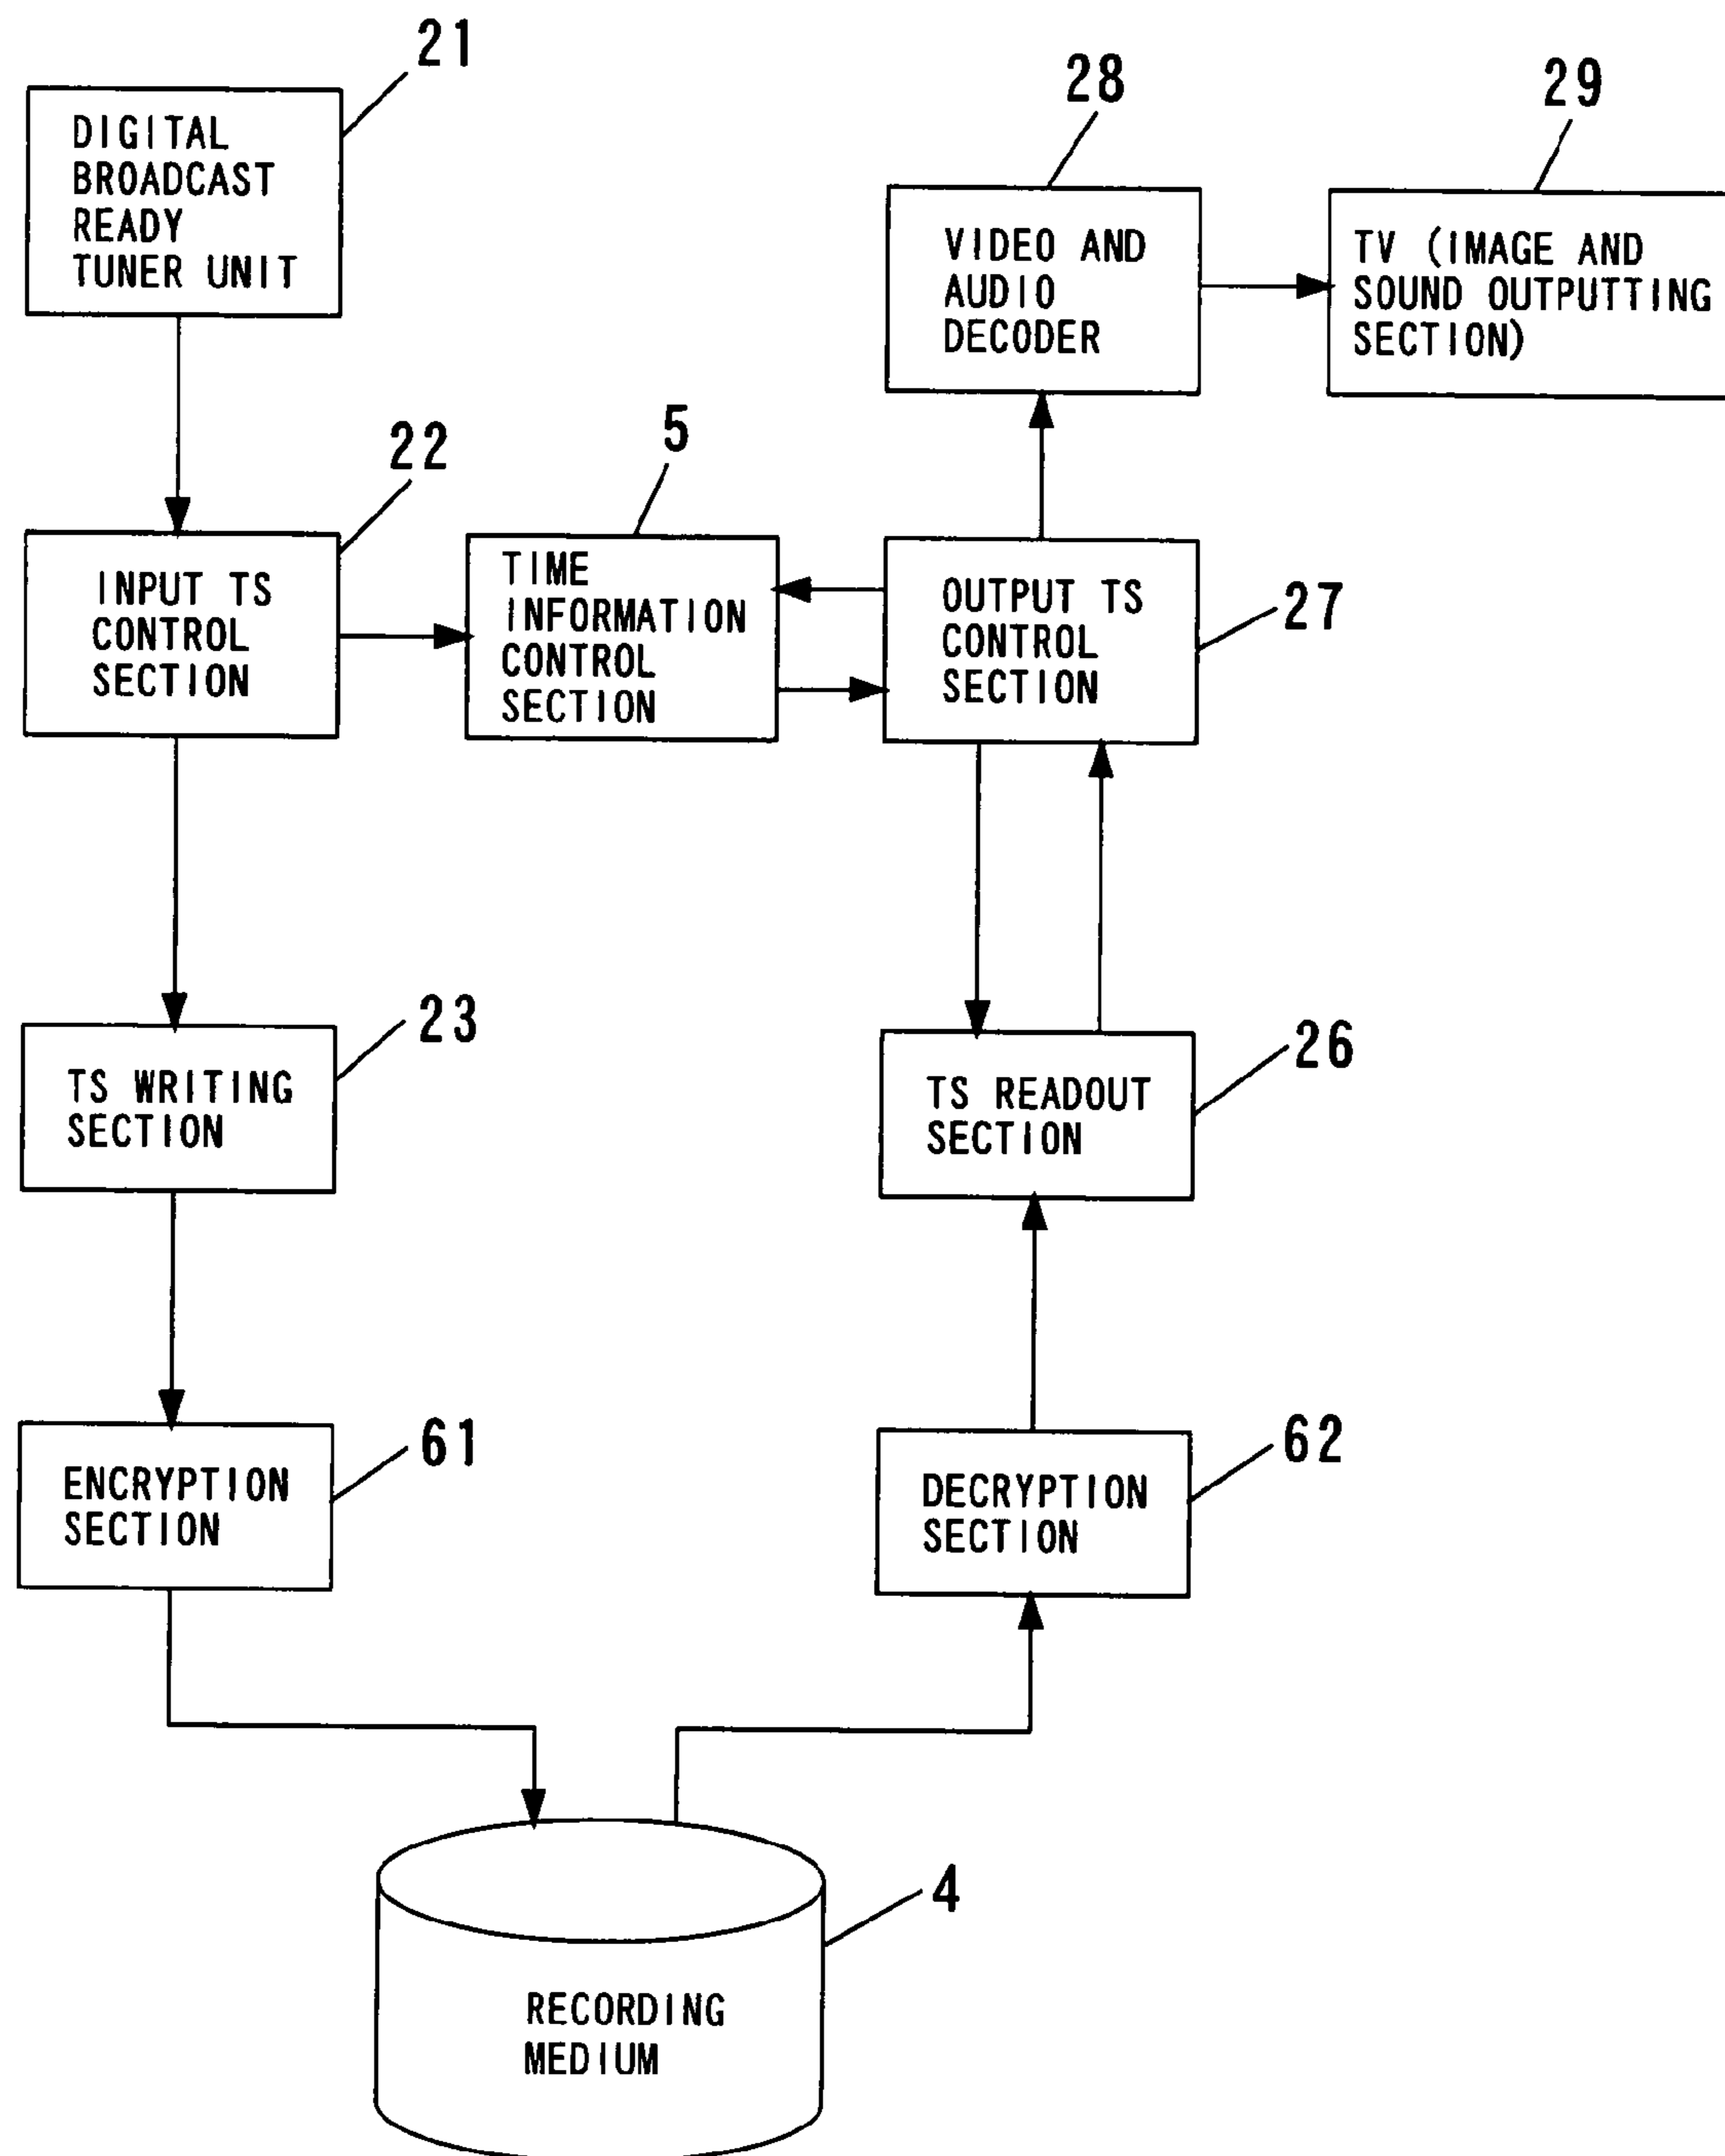 21
DIGITAL
BROADCAST
READY
TUNER UNIT
28
VIDEO AND
AUDIO
DECODER
29
TV (IMAGE AND
SOUND OUTPUTTING
SECTION)
22
INPUT TS
CONTROL
SECTION
5
TIME
INFORMATION
CONTROL
SECTION
OUTPUT TS
CONTROL
SECTION
27
23
TS WRITING
SECTION
TS READOUT
SECTION
26
61
ENCRYPTION
SECTION
62
DECRYPTION
SECTION
4
RECORDING
MEDIUM